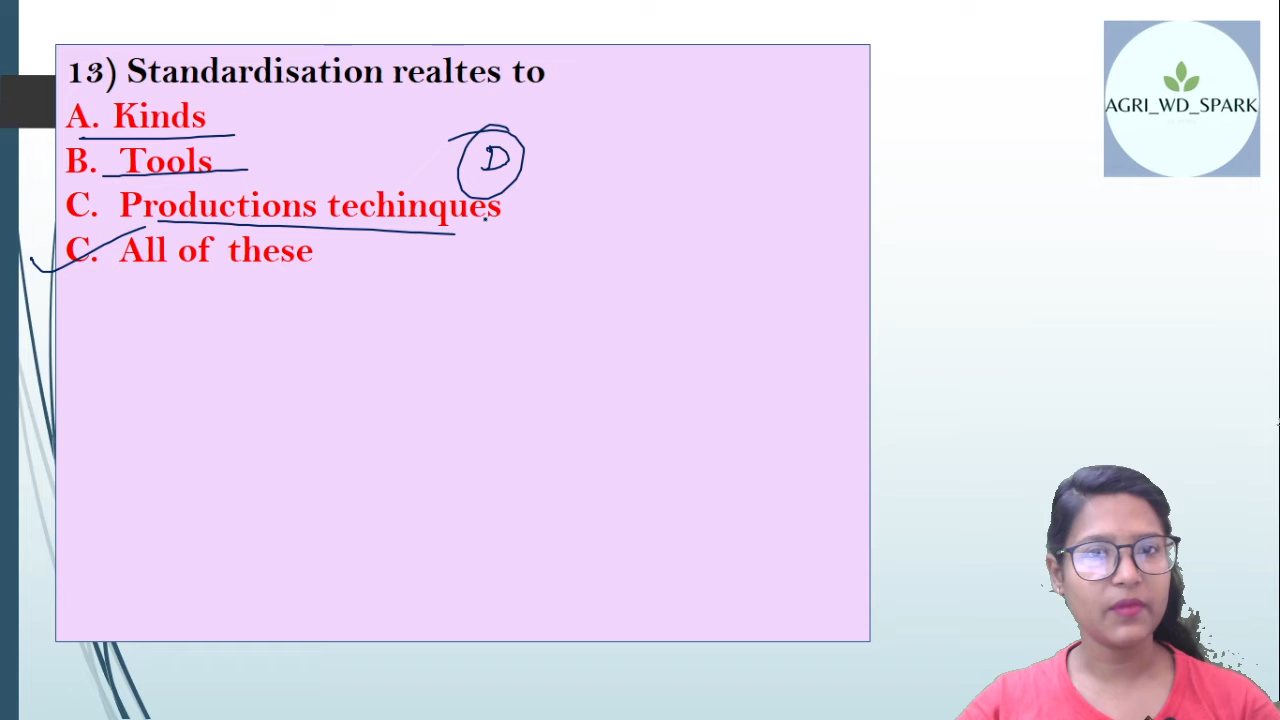 13) Standardisation realtes to
A. Kinds
B. Tools
C. Productions techinques
C. All of these
D
AGRI_WD_SPARK